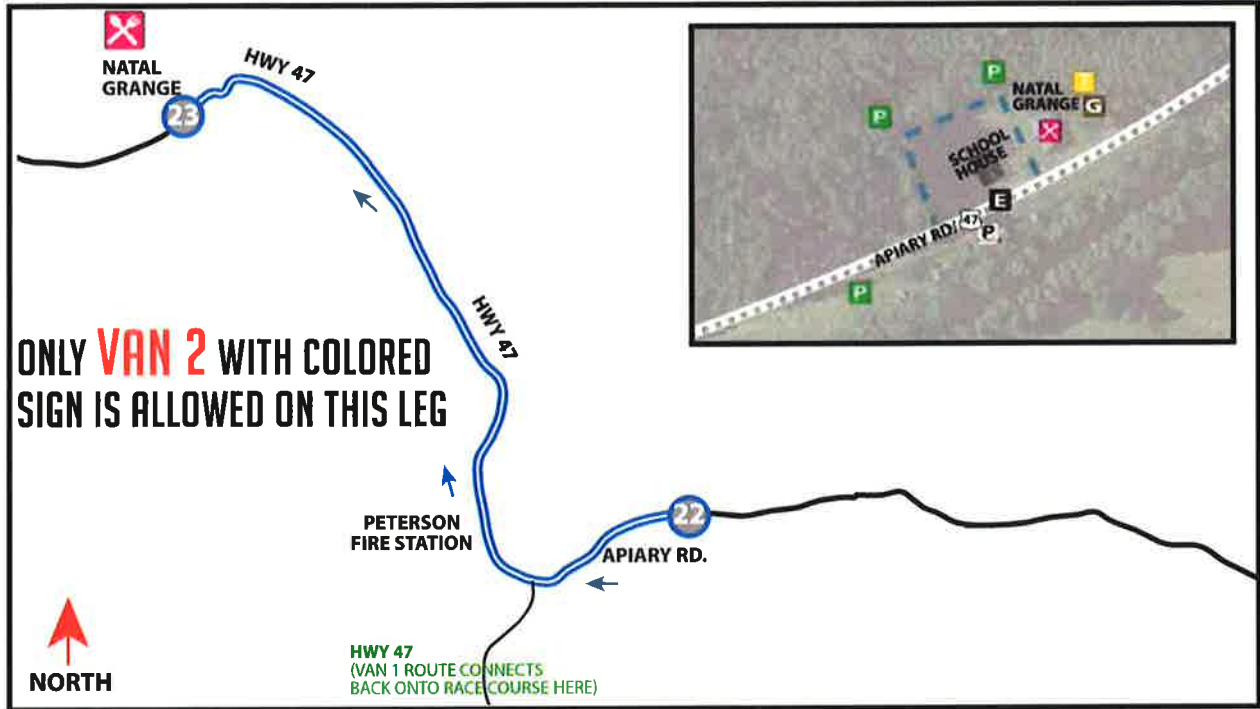 NATAL
GRANGE
23
HWY 47
HWY 47
ONLY VAN 2 WITH COLORED
SIGN IS ALLOWED ON THIS LEG
PETERSON
FIRE STATION
22
APIARY RD.
HWY 47
(VAN 1 ROUTE CONNECTS
BACK ONTO RACE COURSE HERE)
NORTH
P
NATAL
GRANGE
G
P
SCHOOL
HOUSE
E
APIARY RD.
47
P
P